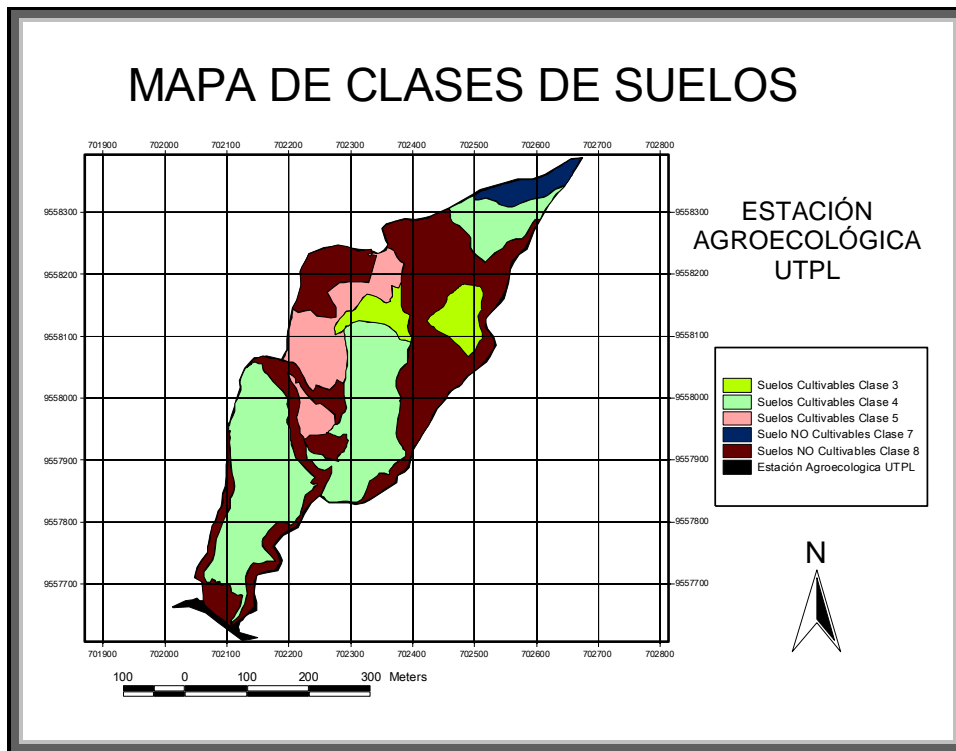 MAPA DE CLASES DE SUELOS
701900 702000 702100 702200 702300 702400 702500 702600 702700 702800
9558300 9558300
9558200 9558200
9558100 9558100
9558000 9558000
9557900 9557900
9557800 9557800
9557700 9557700
701900 702000 702100 702200 702300 702400 702500 702600 702700 702800
100 0 100 200 300 Meters
ESTACIÓN
AGROECOLÓGICA
UTPL
Suelos Cultivables Clase 3
Suelos Cultivables Clase 4
Suelos Cultivables Clase 5
Suelo NO Cultivables Clase 7
Suelos NO Cultivables Clase 8
Estación Agroecologica UTPL
N